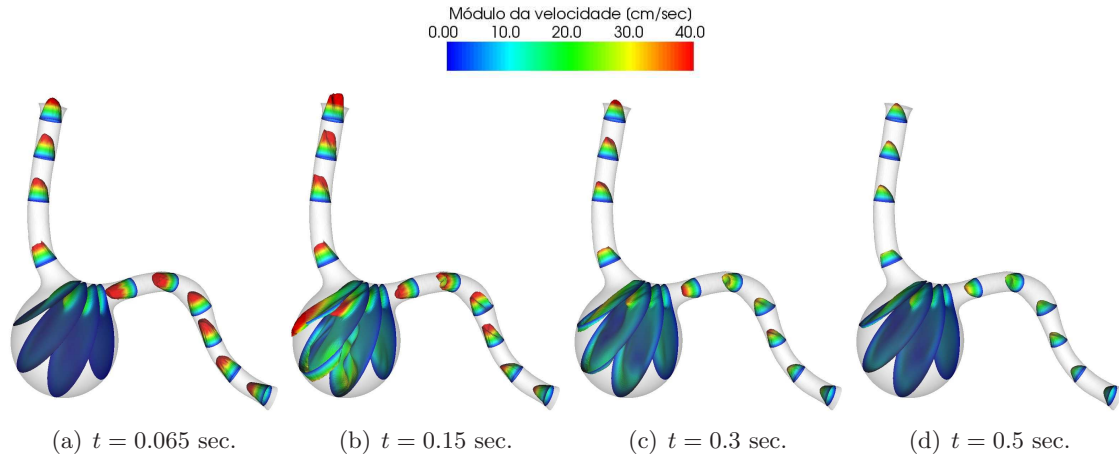 Módulo da velocidade (cm/sec)
0.00 10.0 20.0 30.0 40.0
(a) t = 0.065 sec. (b) t = 0.15 sec. (c) t = 0.3 sec. (d) t = 0.5 sec.